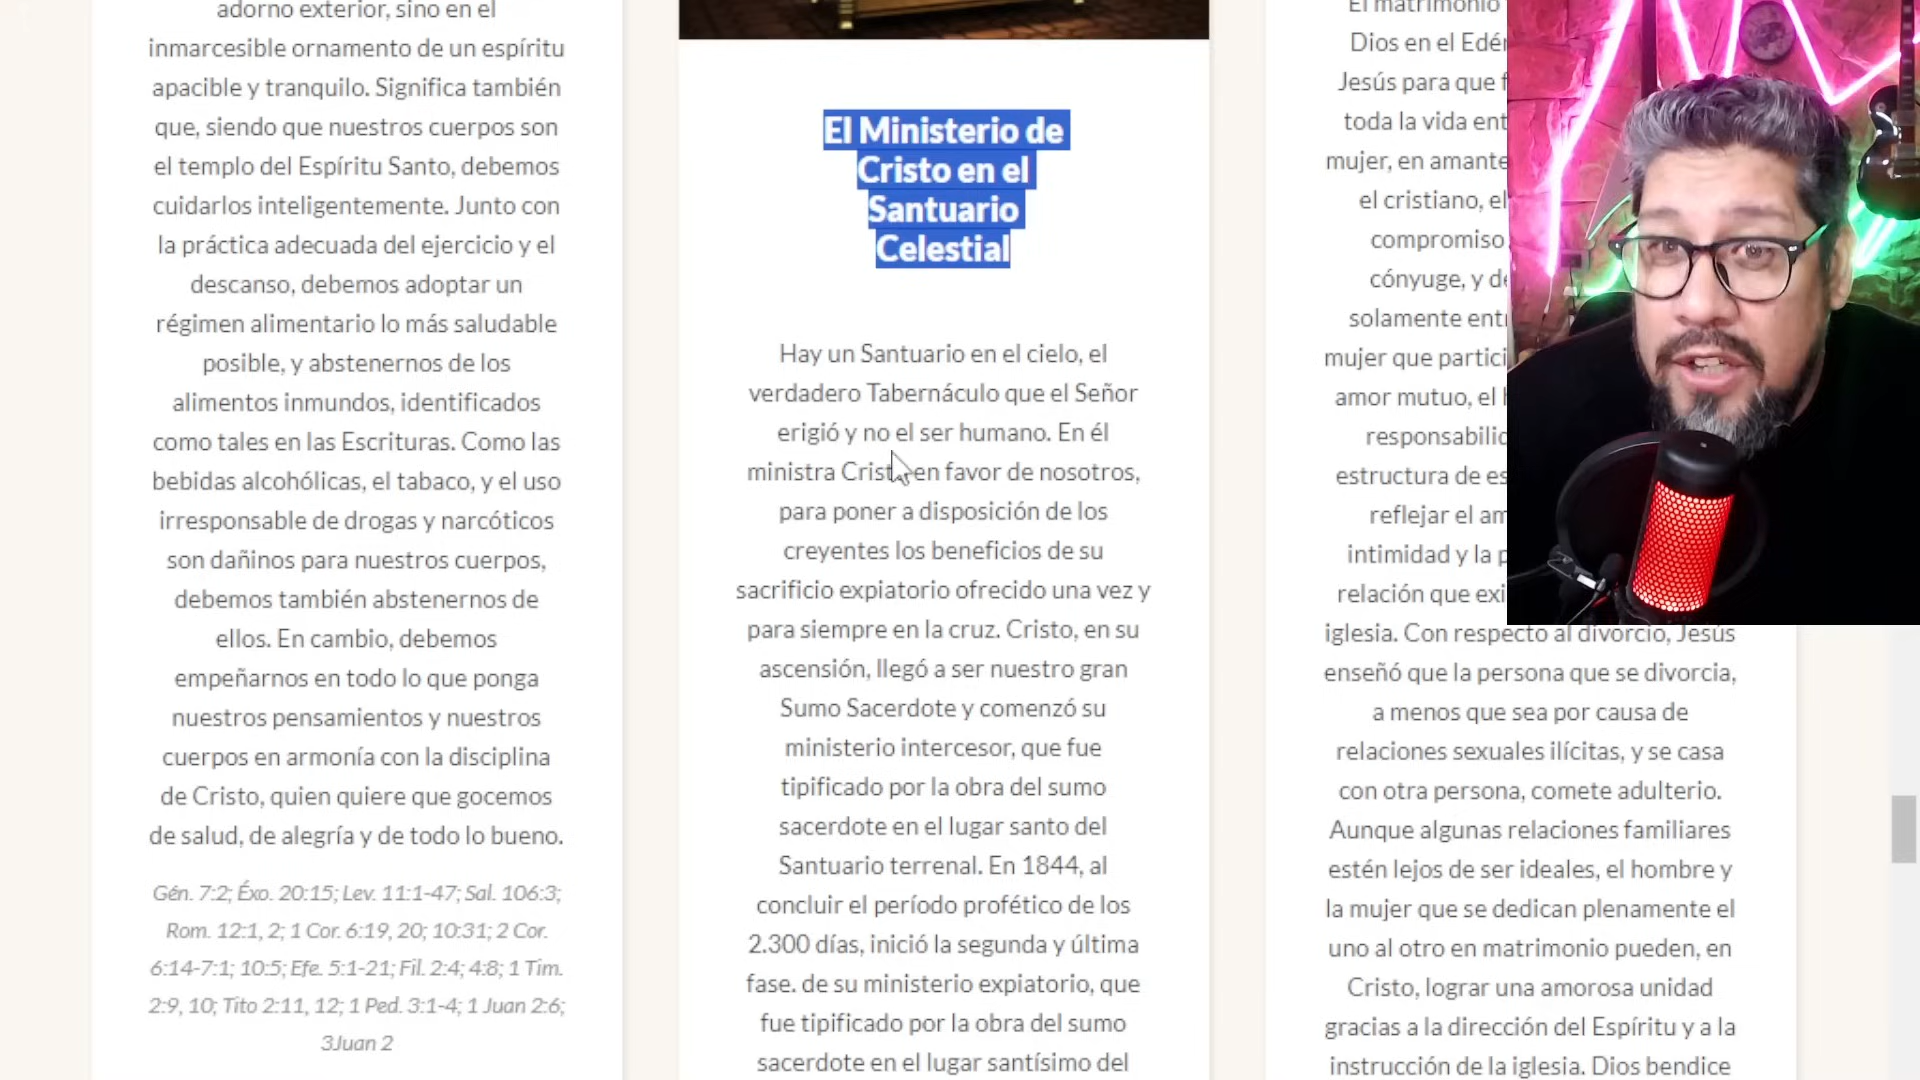 adorno exterior, sino en el
inmarcesible ornamento de un espíritu
apacible y tranquilo. Significa también
que, siendo que nuestros cuerpos son
el templo del Espíritu Santo, debemos
cuidarlos inteligentemente. Junto con
la práctica adecuada del ejercicio y el
descanso, debemos adoptar un
régimen alimentario lo más saludable
posible, y abstenernos de los
alimentos inmundos, identificados
como tales en las Escrituras. Como las
bebidas alcohólicas, el tabaco, y el uso
irresponsable de drogas y narcóticos
son dañinos para nuestros cuerpos,
debemos también abstenernos de
ellos. En cambio, debemos
empeñarnos en todo lo que ponga
nuestros pensamientos y nuestros
cuerpos en armonía con la disciplina
de Cristo, quien quiere que gocemos
de salud, de alegría y de todo lo bueno.
Gén. 7:2; Éxo. 20:15; Lev. 11:1-47; Sal. 106:3;
Rom. 12:1, 2; 1 Cor. 6:19, 20; 10:31; 2 Cor.
6:14-7:1; 10:5; Efe. 5:1-21; Fil. 2:4; 4:8; 1 Tim.
2:9, 10; Tito 2:11, 12; 1 Ped. 3:1-4; 1 Juan 2:6;
3Juan 2
El Ministerio de
Cristo en el
Santuario
Celestial
Hay un Santuario en el cielo, el
verdadero Tabernáculo que el Señor
erigió y no el ser humano. En él
ministra Cristo en favor de nosotros,
para poner a disposición de los
creyentes los beneficios de su
sacrificio expiatorio ofrecido una vez y
para siempre en la cruz. Cristo, en su
ascensión, llegó a ser nuestro gran
Sumo Sacerdote y comenzó su
ministerio intercesor, que fue
tipificado por la obra del sumo
sacerdote en el lugar santo del
Santuario terrenal. En 1844, al
concluir el período profético de los
2.300 días, inició la segunda y última
fase. de su ministerio expiatorio, que
fue tipificado por la obra del sumo
sacerdote en el lugar santísimo del
El matrimonio
Dios en el
Jesús para que
toda la vida
mujer, en
el cristiano,
compromiso
cónyuge, y
solamente
mujer que
amor mutuo, el
estructura de
reflejar el
intimidad y la
relación que
iglesia. Con respecto al divorcio, Jesús
enseñó que la persona que se divorcia,
a menos que sea por causa de
relaciones sexuales ilícitas, y se casa
con otra persona, comete adulterio.
Aunque algunas relaciones familiares
estén lejos de ser ideales, el hombre y
la mujer que se dedican plenamente el
uno al otro en matrimonio pueden, en
Cristo, lograr una amorosa unidad
gracias a la dirección del Espíritu y a la
instrucción de la iglesia. Dios bendice